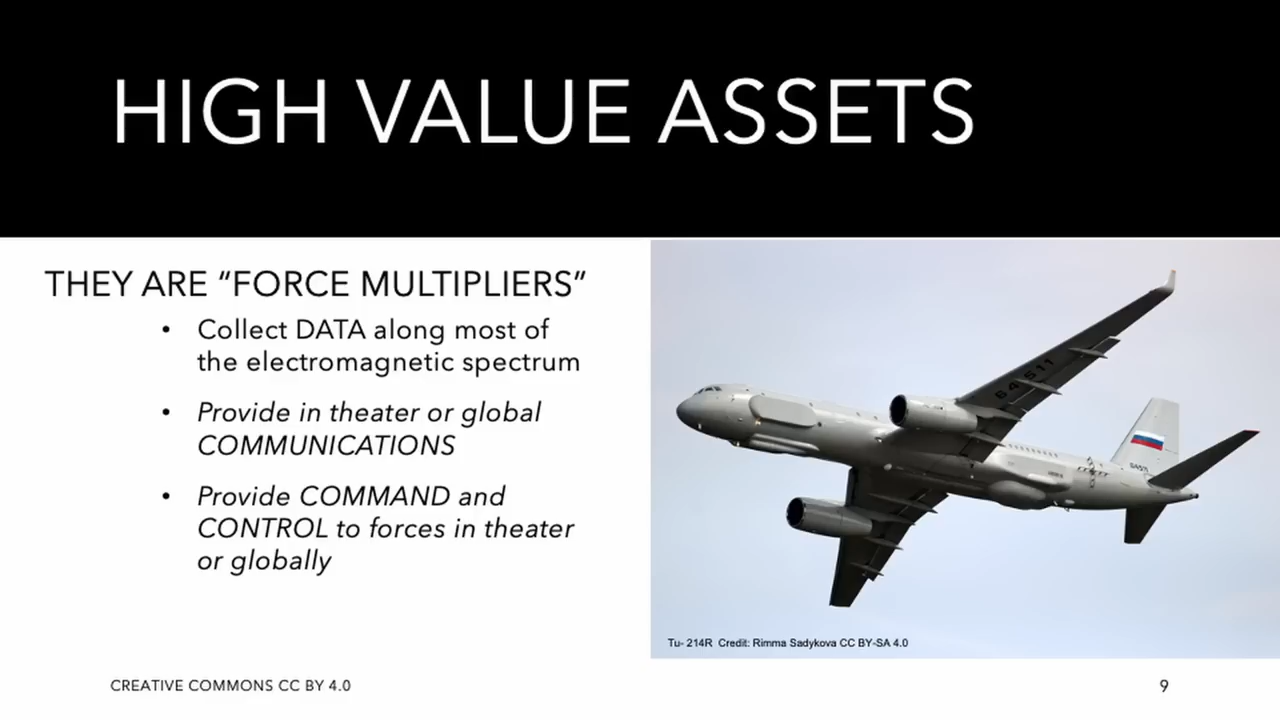 HIGH VALUE ASSETS
THEY ARE “FORCE MULTIPLIERS”
• Collect DATA along most of
the electromagnetic spectrum
• Provide in theater or global
COMMUNICATIONS
• Provide COMMAND and
CONTROL to forces in theater
or globally
64511
64511
Tu- 214R Credit: Rimma Sadykova CC BY-SA 4.0
CREATIVE COMMONS CC BY 4.0
9